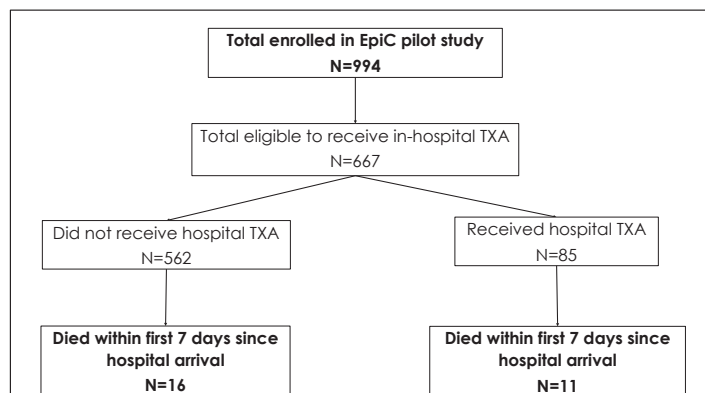 Total enrolled in EpiC pilot study
N=994
Total eligible to receive in-hospital TXA
N=667
Did not receive hospital TXA
N=562
Received hospital TXA
N=85
Died within first 7 days since
hospital arrival
N=16
Died within first 7 days since
hospital arrival
N=11